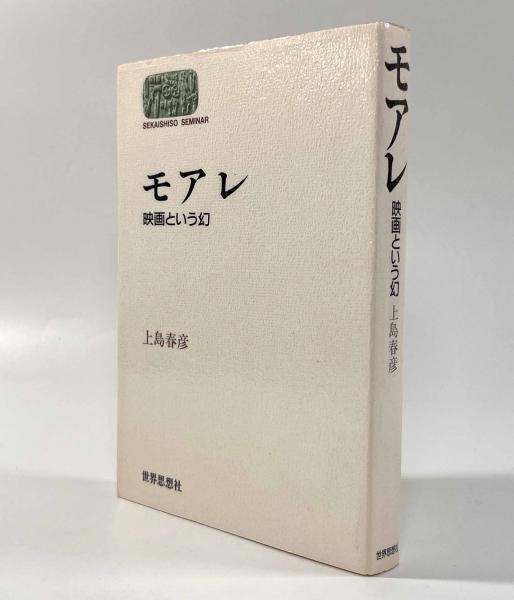 SEKAISHISO SEMINAR
モアレ
映画という幻
上島春彦
世界思想社
モアレ
映画という幻
上島春彦
世界思想社